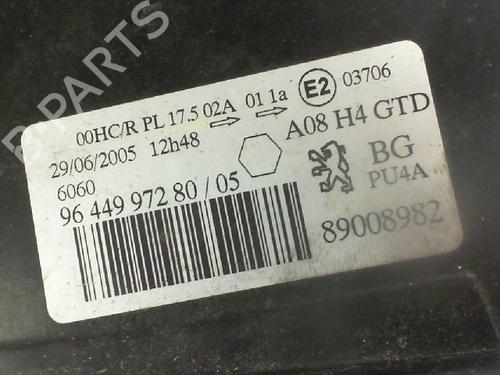 00HC/R PL 17.5 02A 01 1a E2 03706
29/06/2005 12h48 A08 H4 GTD
6060 BG
96 449 972 80 / 05 PU4A
89008982
B PARTS